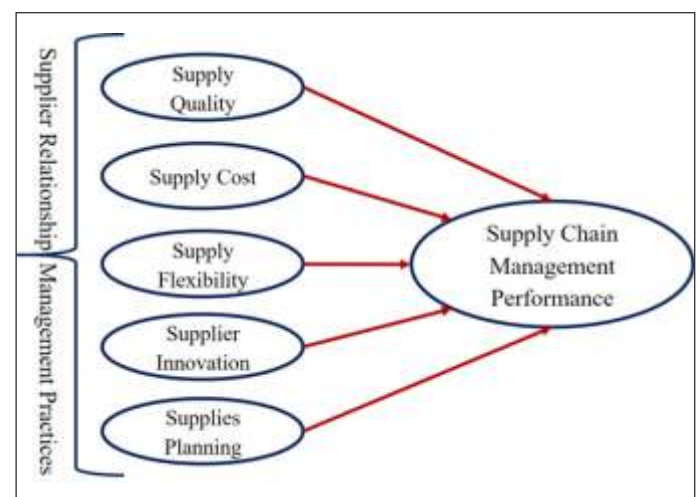 Supplier Relationship Management Practices
Supply
Quality
Supply Cost
Supply
Flexibility
Supplier
Innovation
Supplies
Planning
Supply Chain
Management
Performance